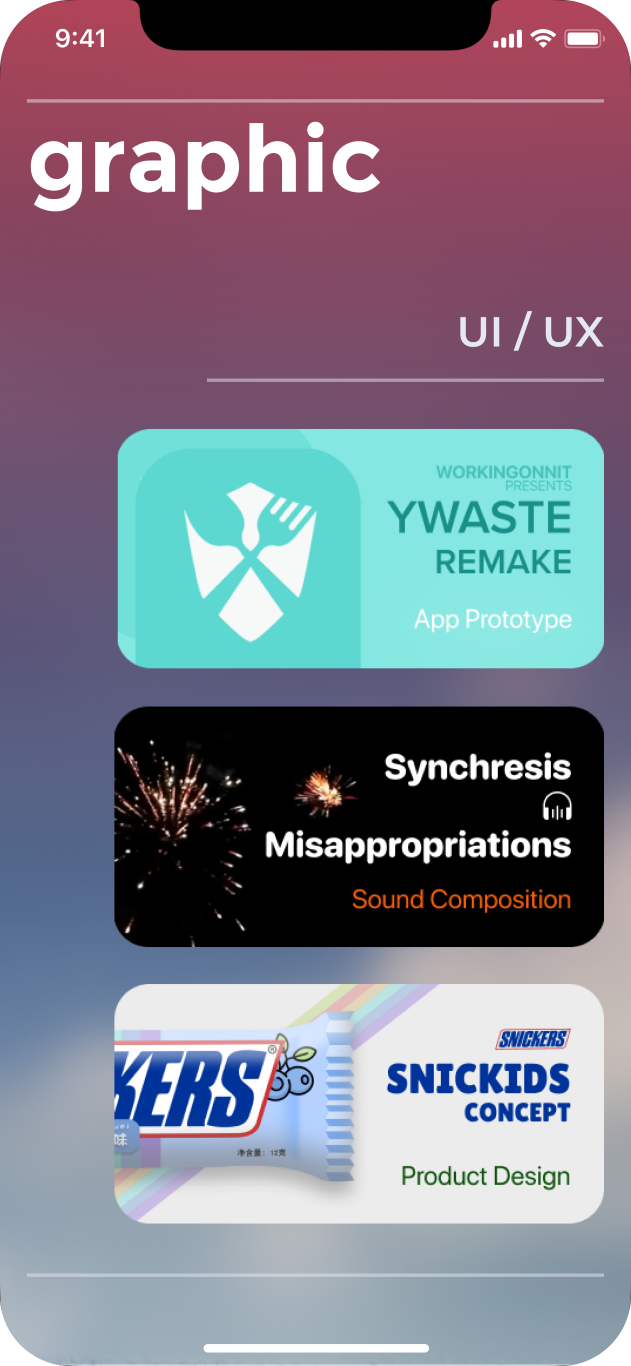 9:41
graphic
UI / UX
WORKINGONNIT
PRESENTS
YWASTE
REMAKE
App Prototype
Synchresis
Misappropriations
Sound Composition
SNICKERS
SNICKIDS
CONCEPT
Product Design
KERS®
味
净含量: 12克